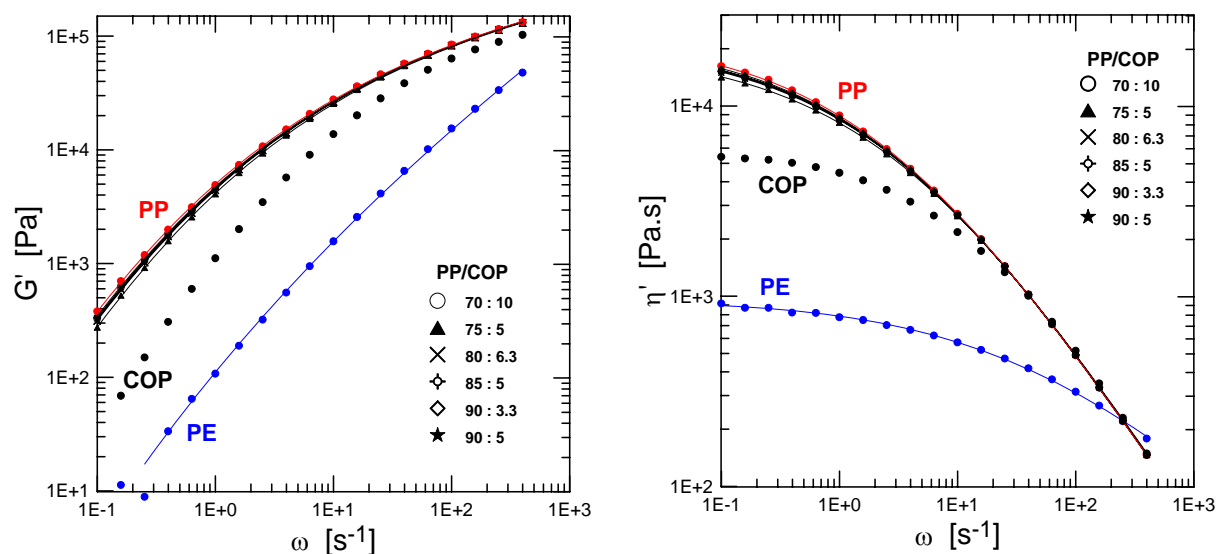 1E+5
1E+4
1E+3
1E+2
1E+1
G' [Pa]
PP
COP
PE
PP/COP
70 : 10
75 : 5
80 : 6.3
85 : 5
90 : 3.3
90 : 5
1E-1 1E+0 1E+1 1E+2 1E+3
ω [s-1]
1E+4
1E+3
1E+2
η' [Pa.s]
PP
COP
PE
PP/COP
70 : 10
75 : 5
80 : 6.3
85 : 5
90 : 3.3
90 : 5
1E-1 1E+0 1E+1 1E+2 1E+3
ω [s-1]